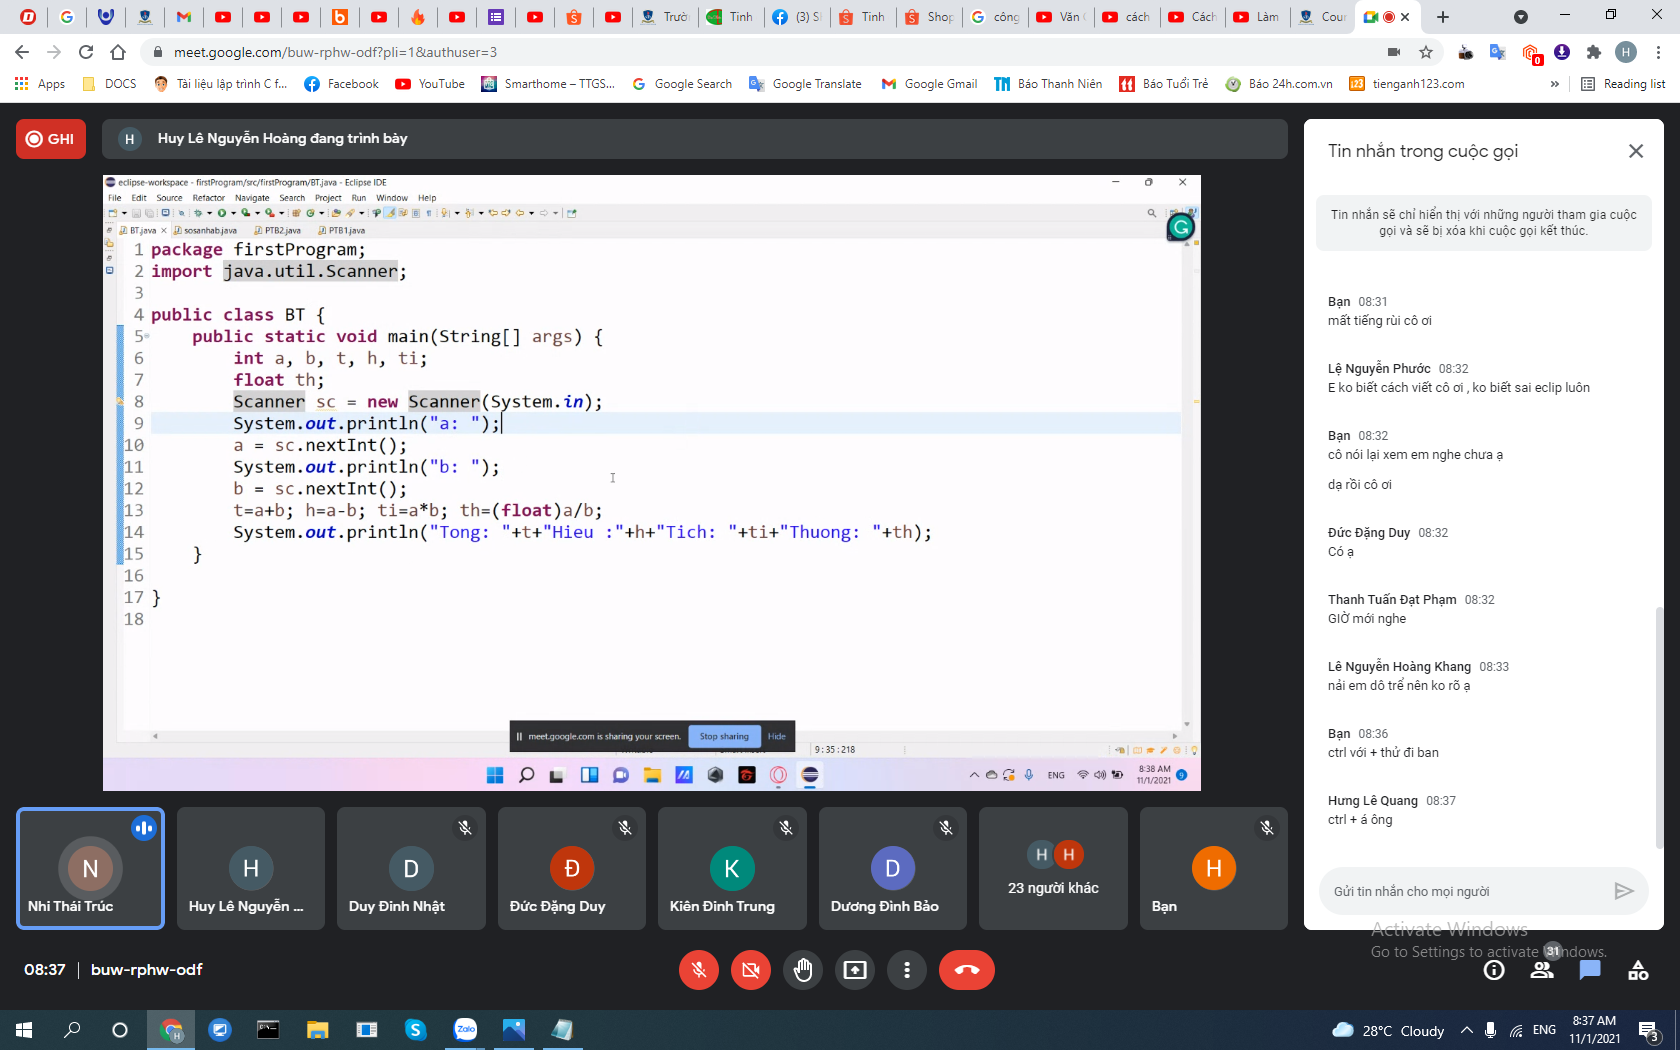 Trườ
Tinh
(3) S
Tinh
Shop
công
Văn
cách
Cách
Làm
Cour
meet.google.com/buw-rphw-odf?pli=1&authuser=3
0
H
Apps
DOCS
Tài liệu lập trình C f...
Facebook
YouTube
Smarthome – TTGS...
Google Search
Google Translate
Google Gmail
Báo Thanh Niên
Báo Tuổi Trẻ
Báo 24h.com.vn
tienganh123.com
»
Reading list
GHI
H
Huy Lê Nguyễn Hoàng đang trình bày
eclipse-workspace - firstProgram/src/firstProgram/BT.java - Eclipse IDE
File Edit Source Refactor Navigate Search Project Run Window Help
BT.java
sosanhab.java
PTB2.java
PTB1.java
1 package firstProgram;
2 import java.util.Scanner;
3
4 public class BT {
5 public static void main(String[] args) {
6 int a, b, t, h, ti;
7 float th;
8 Scanner sc = new Scanner(System.in);
9 System.out.println("a: ");
10 a = sc.nextInt();
11 System.out.println("b: ");
12 b = sc.nextInt();
13 t=a+b; h=a-b; ti=a*b; th=(float)a/b;
14 System.out.println("Tong: "+t+"Hieu :"+h+"Tich: "+ti+"Thuong: "+th);
15 }
16
17 }
18
meet.google.com is sharing your screen.
Stop sharing
Hide
9 : 35 : 218
ENG
8:38 AM
11/1/2021
9
Tin nhắn trong cuộc gọi
Tin nhắn sẽ chỉ hiển thị với những người tham gia cuộc
gọi và sẽ bị xóa khi cuộc gọi kết thúc.
Bạn 08:31
mất tiếng rùi cô ơi
Lệ Nguyễn Phước 08:32
E ko biết cách viết cô ơi , ko biết sai eclip luôn
Bạn 08:32
cô nói lại xem em nghe chưa ạ
dạ rồi cô ơi
Đức Đặng Duy 08:32
Có ạ
Thanh Tuấn Đạt Phạm 08:32
GIỜ mới nghe
Lê Nguyễn Hoàng Khang 08:33
nải em dô trể nên ko rõ ạ
Bạn 08:36
ctrl với + thử đi ban
Hưng Lê Quang 08:37
ctrl + á ông
Gửi tin nhắn cho mọi người
N
Nhi Thái Trúc
H
Huy Lê Nguyễn ...
D
Duy Đinh Nhật
Đ
Đức Đặng Duy
K
Kiên Đinh Trung
D
Dương Đình Bảo
H
H
23 người khác
H
Bạn
Activate Windows
Go to Settings to activate Windows.
08:37 | buw-rphw-odf
31
Zalo
28°C Cloudy
ENG
8:37 AM
11/1/2021
3